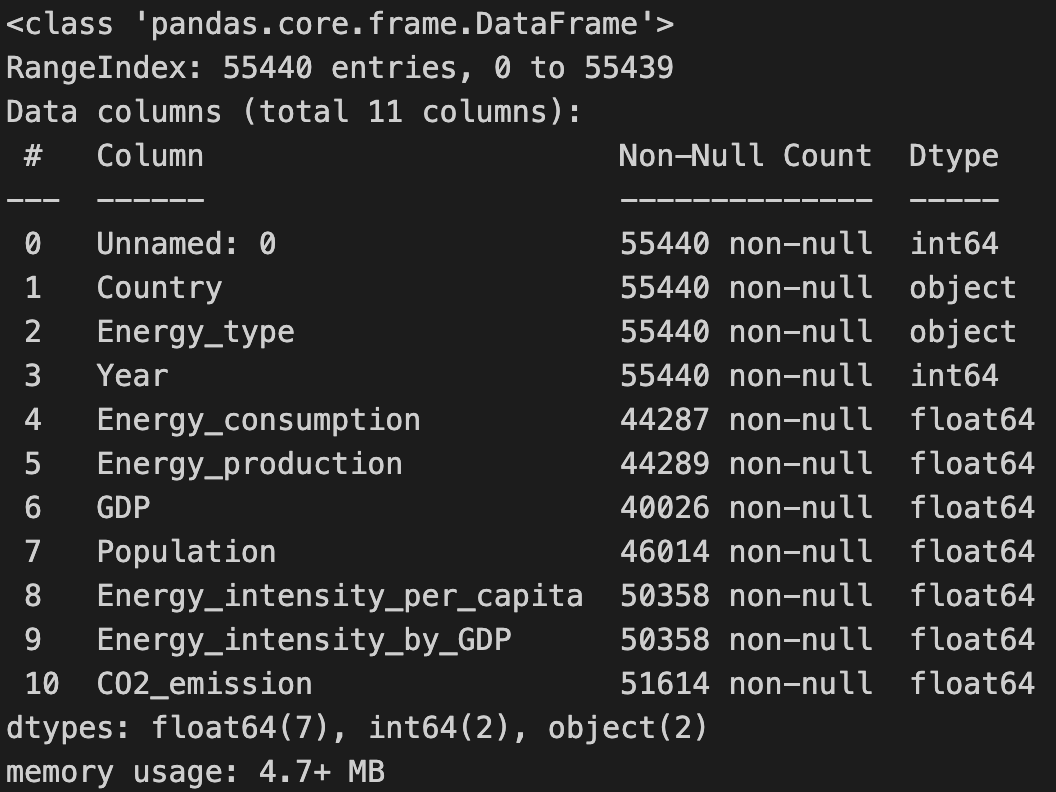 <class 'pandas.core.frame.DataFrame'>
RangeIndex: 55440 entries, 0 to 55439
Data columns (total 11 columns):
 #   Column                       Non-Null Count  Dtype
---  ------                       --------------  -----
 0   Unnamed: 0                   55440 non-null  int64
 1   Country                      55440 non-null  object
 2   Energy_type                  55440 non-null  object
 3   Year                         55440 non-null  int64
 4   Energy_consumption           44287 non-null  float64
 5   Energy_production            44289 non-null  float64
 6   GDP                          40026 non-null  float64
 7   Population                   46014 non-null  float64
 8   Energy_intensity_per_capita  50358 non-null  float64
 9   Energy_intensity_by_GDP      50358 non-null  float64
 10  CO2_emission                 51614 non-null  float64
dtypes: float64(7), int64(2), object(2)
memory usage: 4.7+ MB